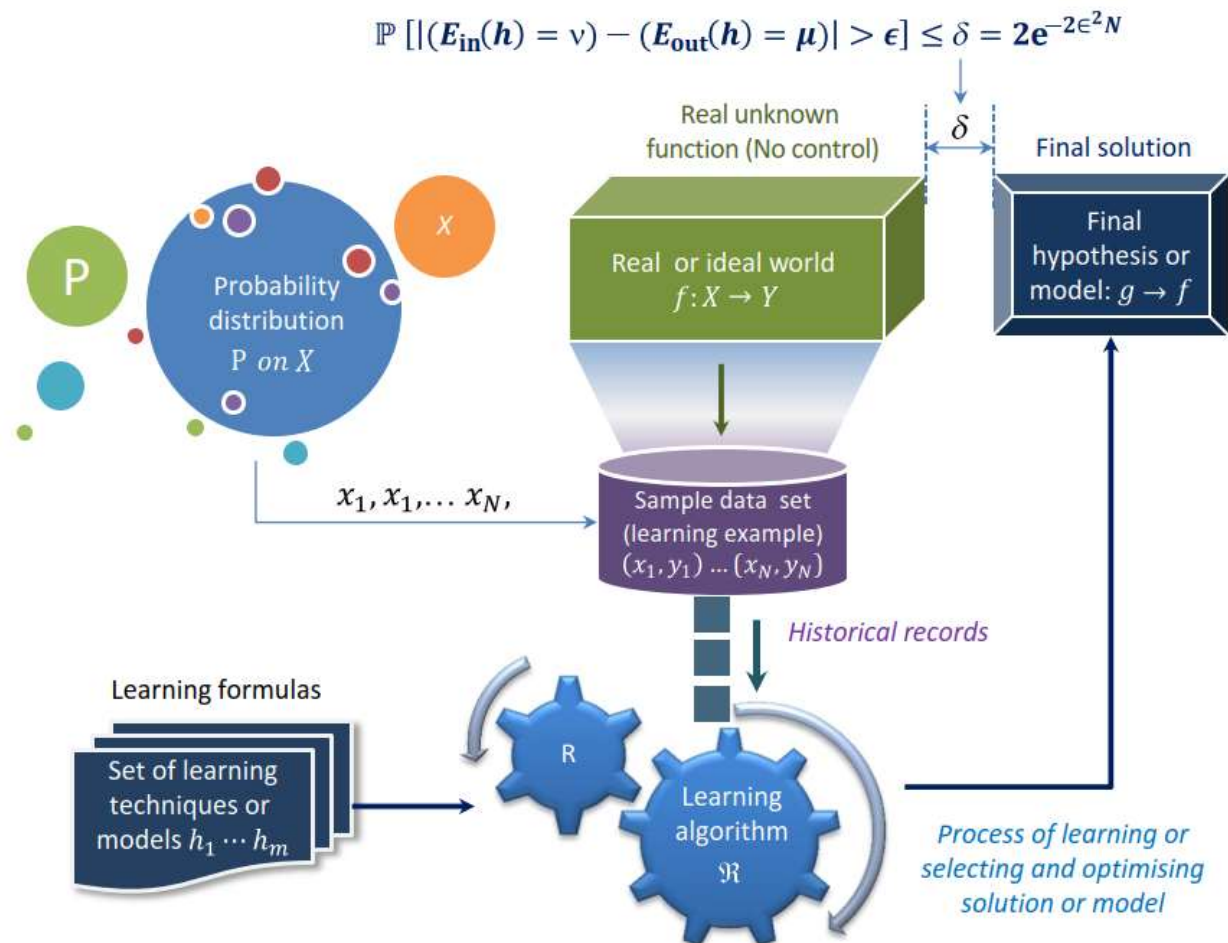 ℙ [|(E_in(h) = ν) − (E_out(h) = μ)| > ϵ] ≤ δ = 2e^{−2∈²N}
Real unknown
function (No control)
δ
Final solution
P
X
Probability
distribution
P on X
Real or ideal world
f: X → Y
Final
hypothesis or
model: g → f
x₁, x₁,… x_N,
Sample data set
(learning example)
(x₁, y₁) … (x_N, y_N)
Historical records
Learning formulas
Set of learning
techniques or
models h₁ ⋯ h_m
R
Learning
algorithm
ℜ
Process of learning or
selecting and optimising
solution or model